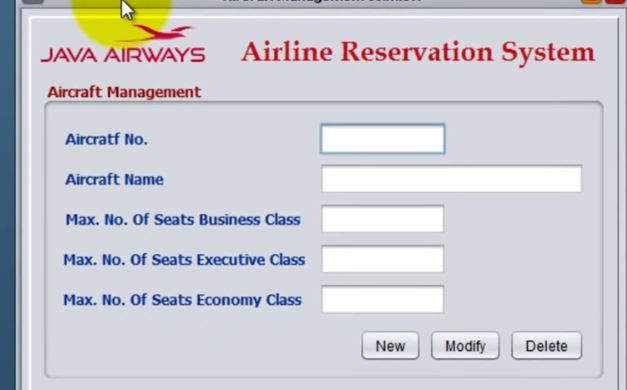 JAVA AIRWAYS Airline Reservation System
Aircraft Management
Aircratf No.
Aircraft Name
Max. No. Of Seats Business Class
Max. No. Of Seats Executive Class
Max. No. Of Seats Economy Class
New Modify Delete